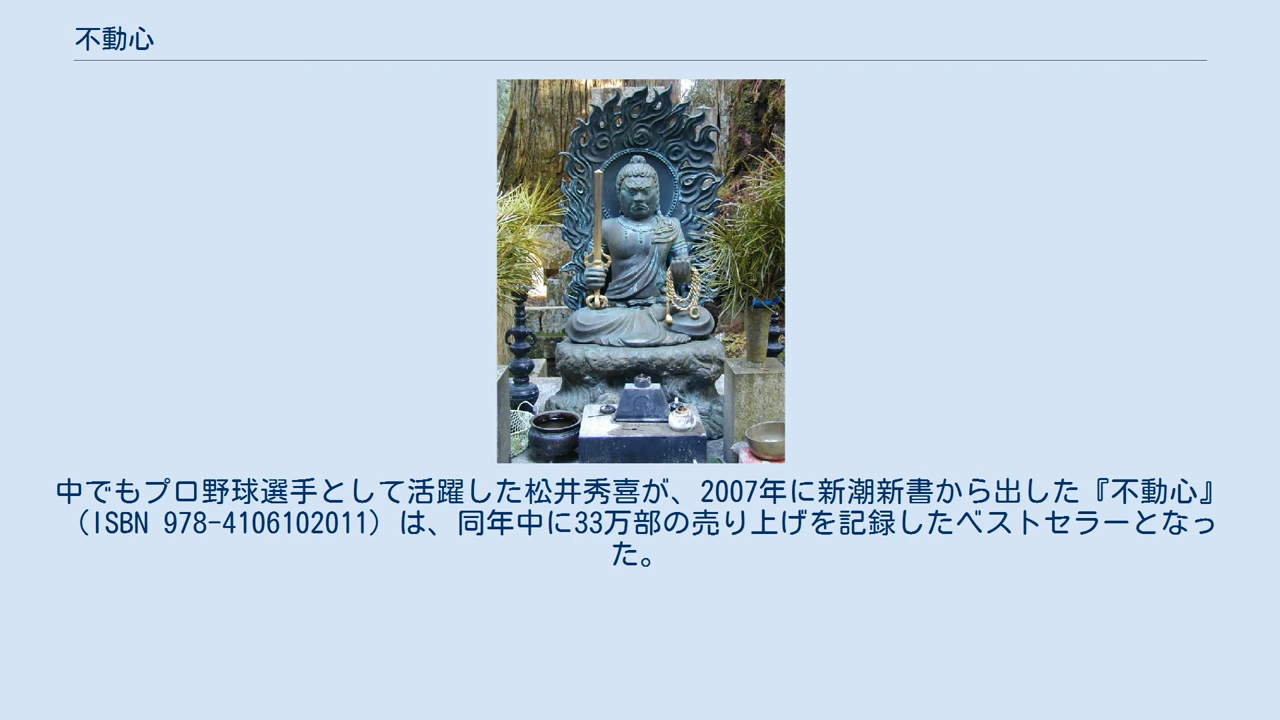 不動心
中でもプロ野球選手として活躍した松井秀喜が、2007年に新潮新書から出した『不動心』
（ISBN 978-4106102011）は、同年中に33万部の売り上げを記録したベストセラーとなっ
た。